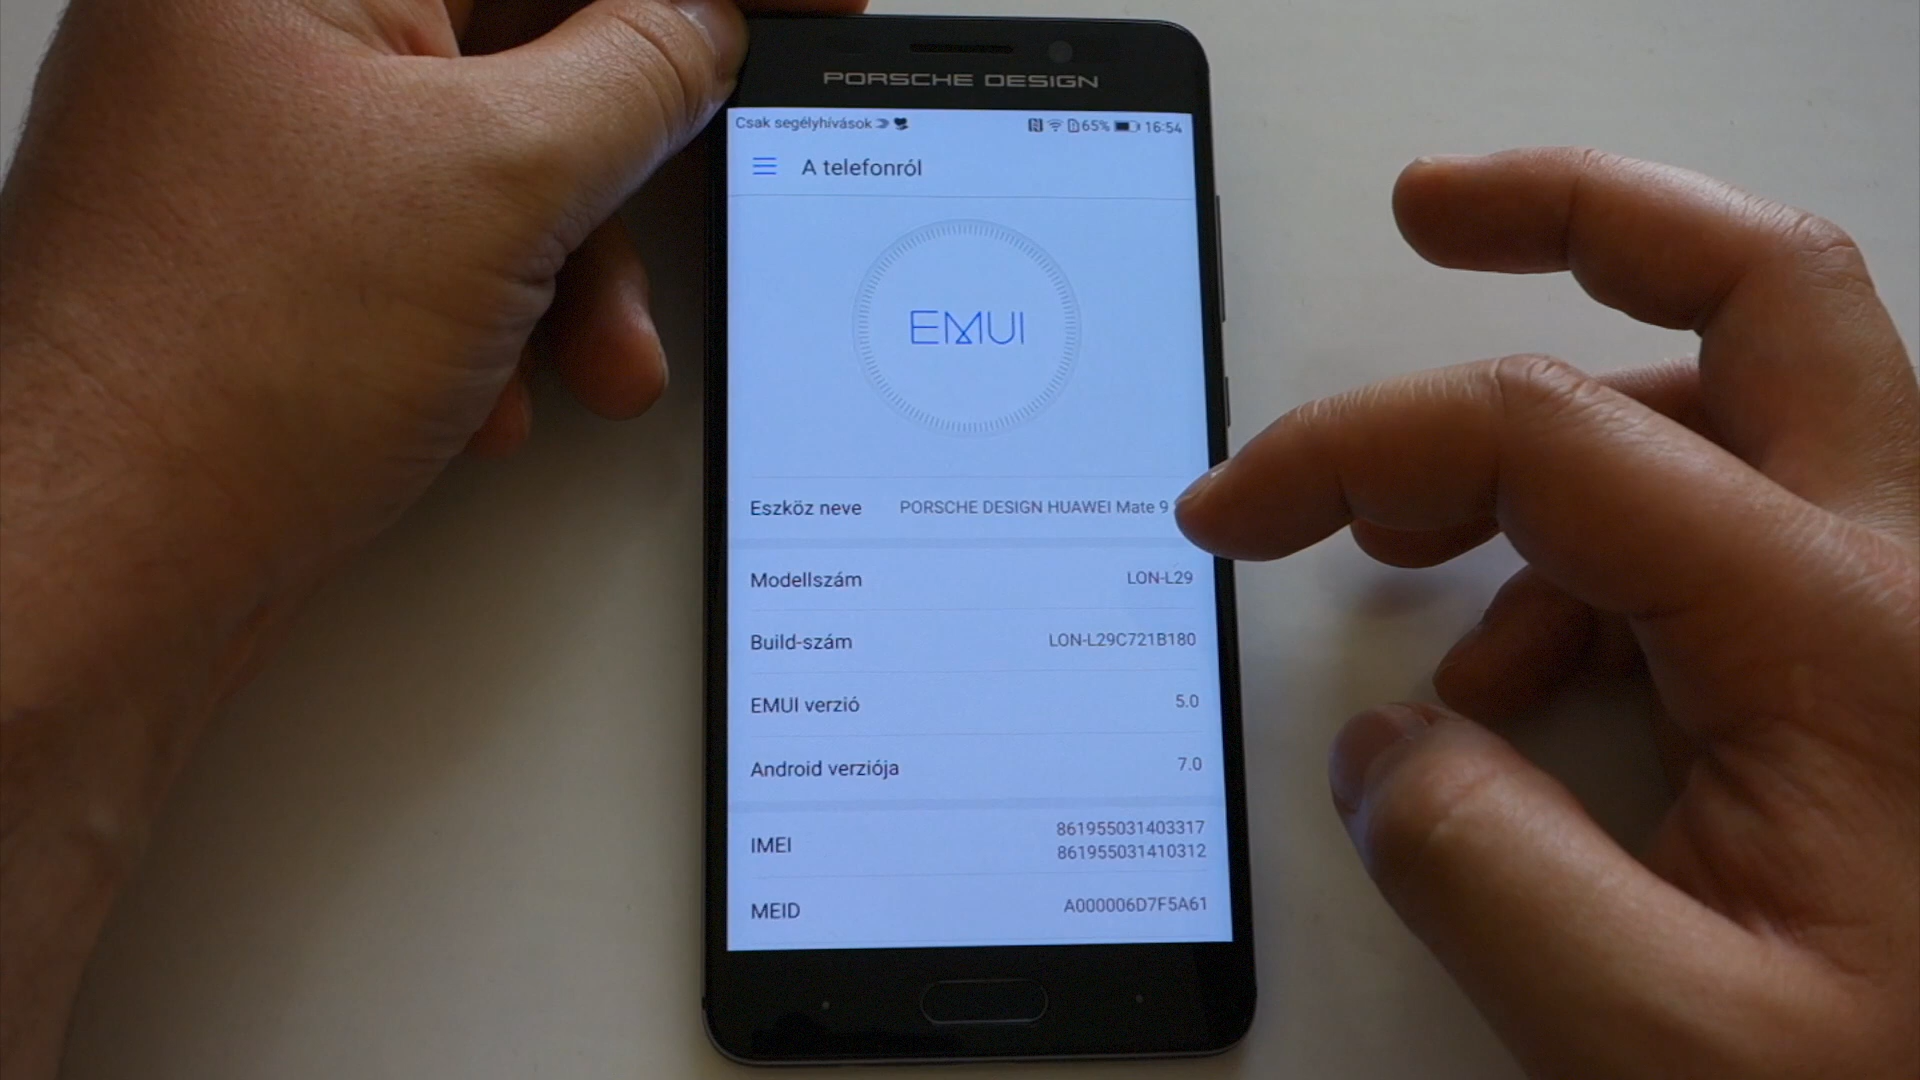 PORSCHE DESIGN
Csak segélyhívások 65% 16:54
A telefonról
EMUI
Eszköz neve PORSCHE DESIGN HUAWEI Mate 9
Modellszám LON-L29
Build-szám LON-L29C721B180
EMUI verzió 5.0
Android verziója 7.0
IMEI 861955031403317
861955031410312
MEID A000006D7F5A61